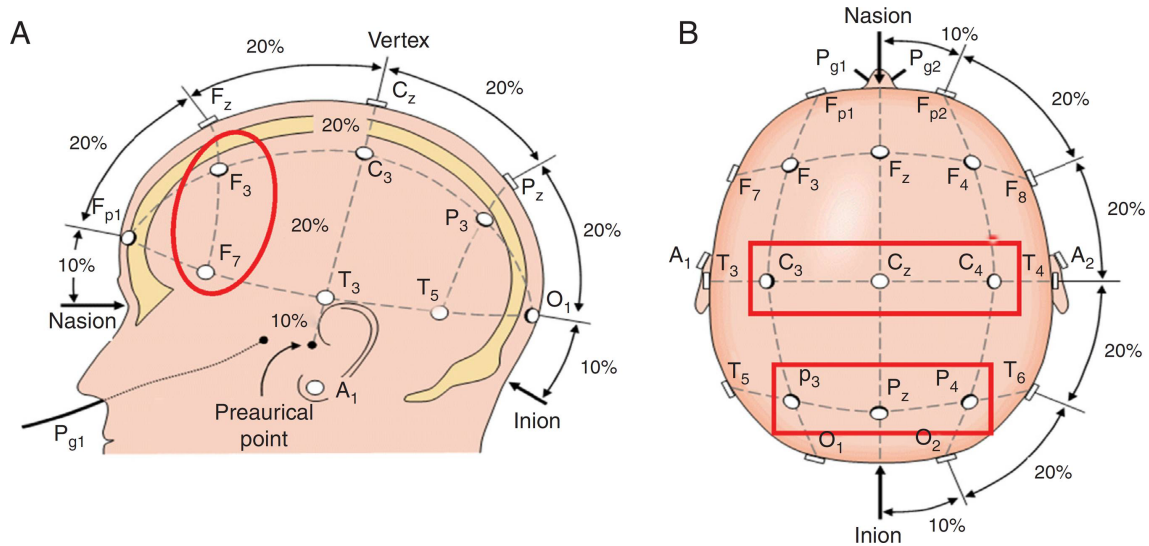 A
20%
Vertex
20%
Fz
Cz
20%
20%
Fp1
F3
C3
Pz
P3
20%
20%
10%
F7
T3
T5
O1
Nasion
10%
10%
A1
Preaurical
point
Inion
Pg1
B
Nasion
10%
Pg1
Pg2
Fp1
Fp2
20%
F7
F3
Fz
F4
F8
20%
A1
T3
C3
Cz
C4
T4
A2
20%
T5
p3
Pz
P4
T6
O1
O2
20%
10%
Inion